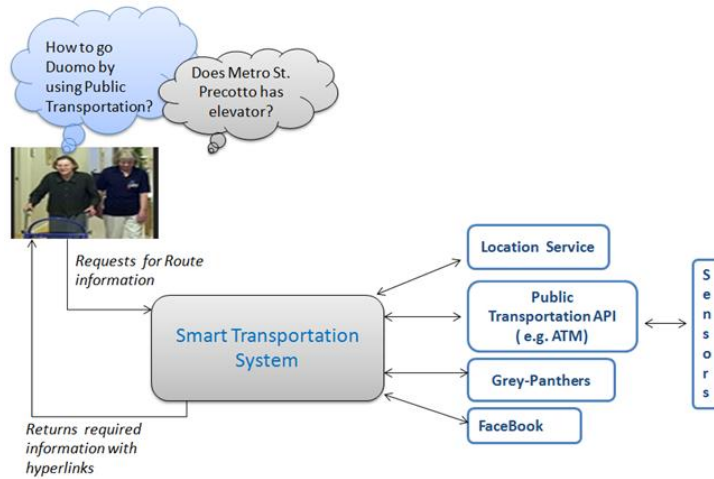 How to go
Duomo by
using Public
Transportation?
Does Metro St.
Precotto has
elevator?
Requests for Route
information
Smart Transportation
System
Returns required
information with
hyperlinks
Location Service
Public
Transportation API
( e.g. ATM)
Grey-Panthers
FaceBook
S
e
n
s
o
r
s